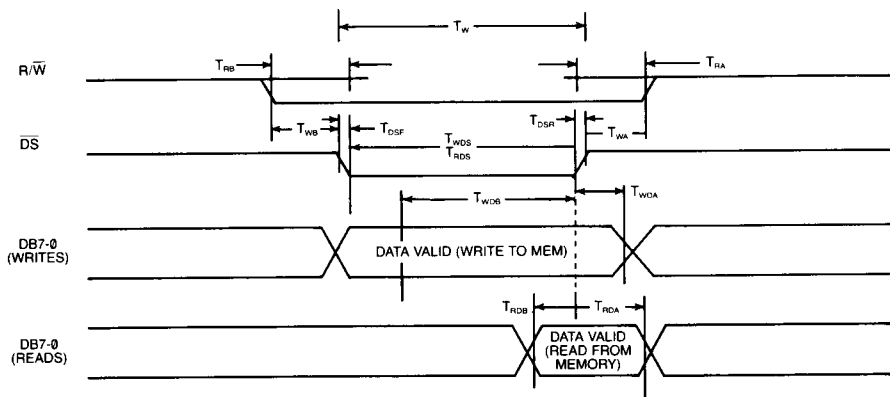 T_W
R/W̅
T_RB
T_RA
D̅S̅
T_WB
T_DSF
T_WDS
T_RDS
T_DSR
T_WA
T_WDB
T_WDA
DB7-0
(WRITES)
DATA VALID (WRITE TO MEM)
T_RDB
T_RDA
DB7-0
(READS)
DATA VALID
(READ FROM
MEMORY)